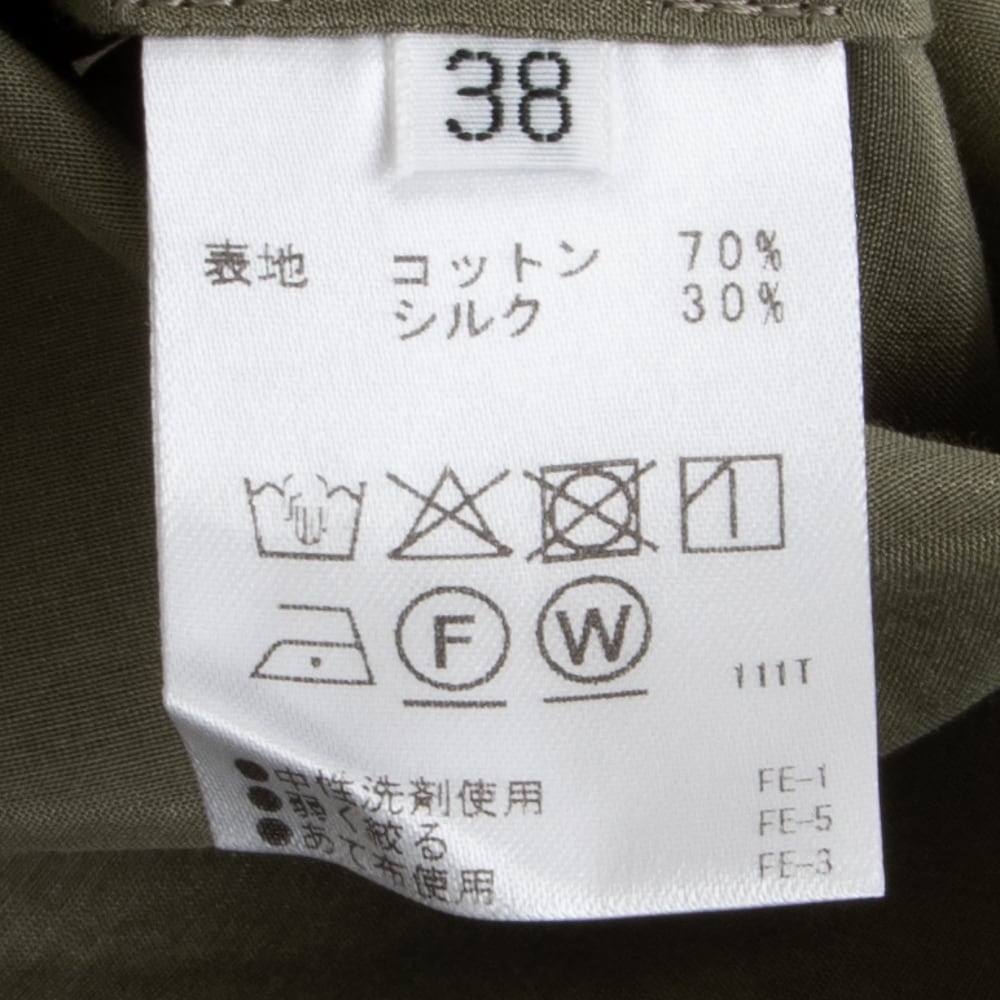 38
表地 コットン 70%
シルク 30%
1
F W
111T
●中性洗剤使用 FE-1
●弱く絞る FE-5
●あて布使用 FE-3